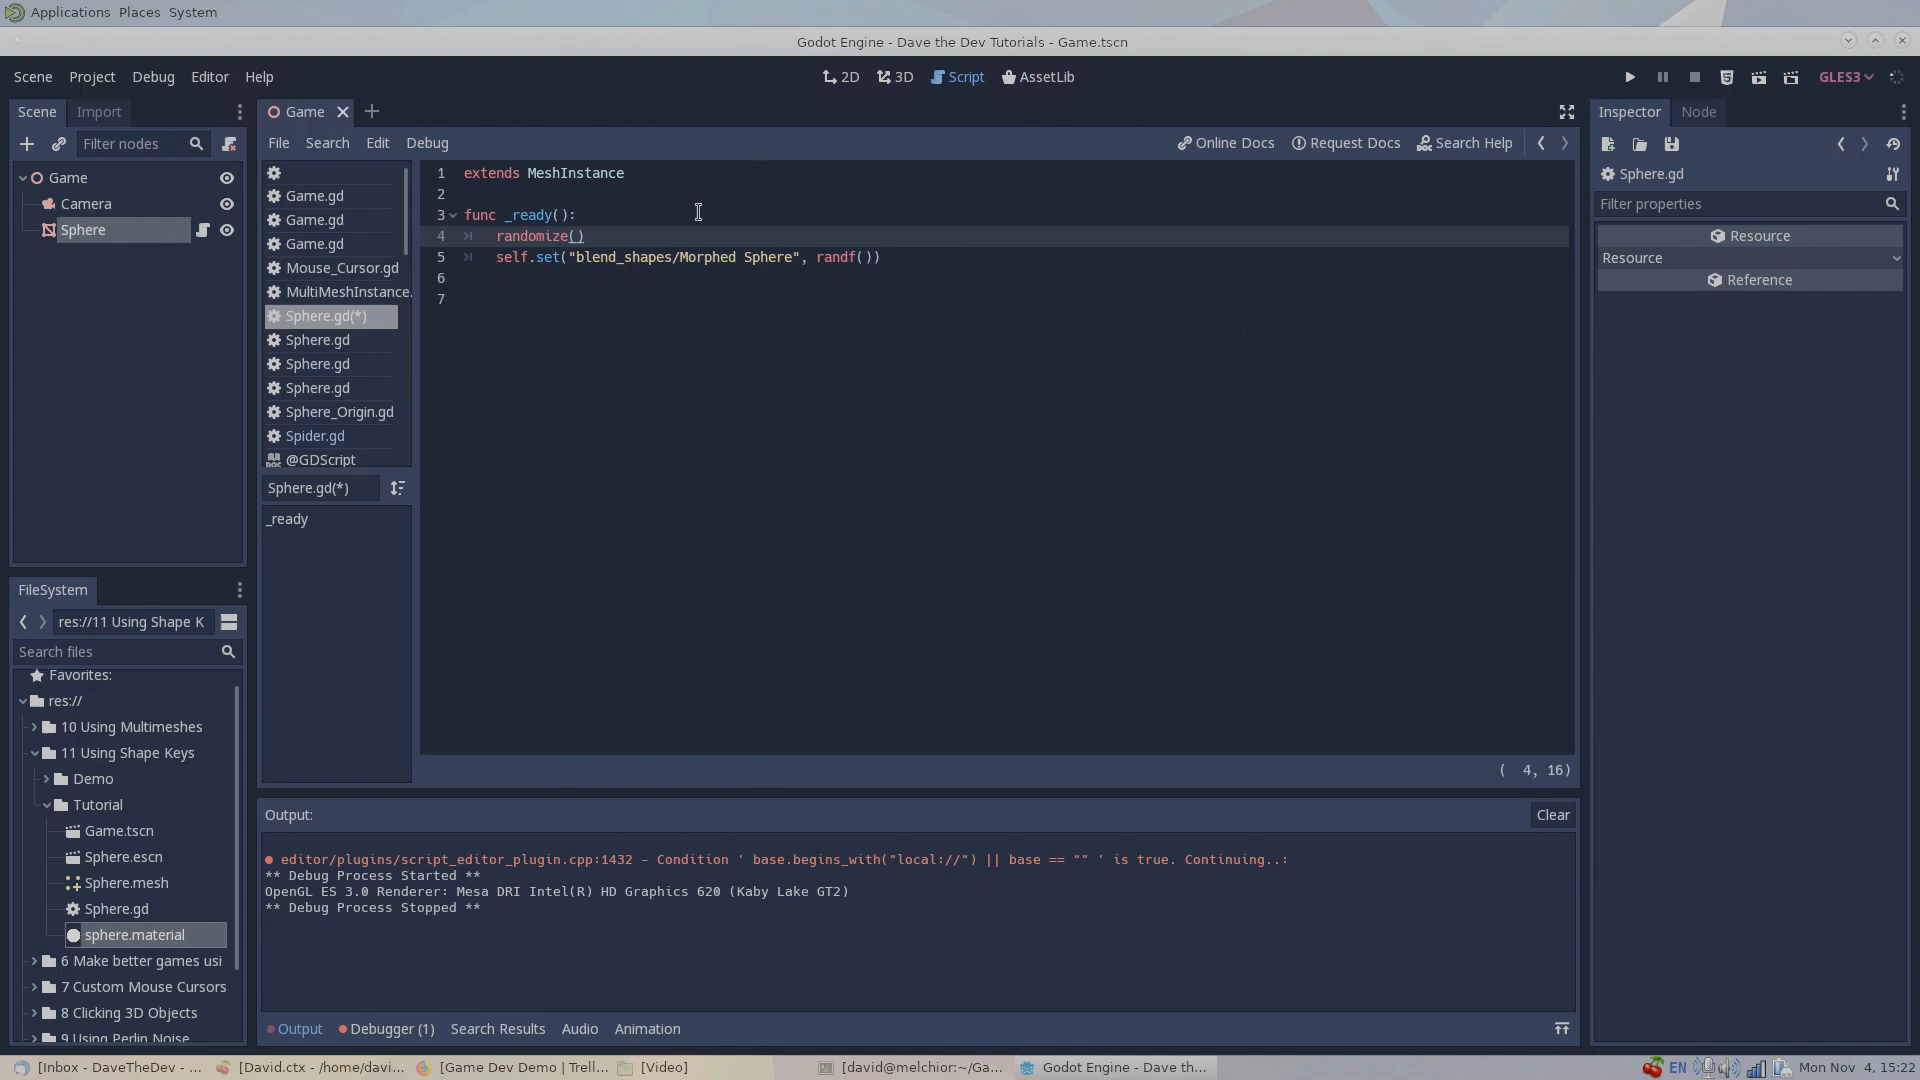 Applications Places System
Godot Engine - Dave the Dev Tutorials - Game.tscn
Scene Project Debug Editor Help
2D 3D Script AssetLib
GLES3
Scene Import
Game
Inspector Node
Filter nodes
File Search Edit Debug
Online Docs Request Docs Search Help
Game
Camera
Sphere
Game.gd
Game.gd
Game.gd
Mouse_Cursor.gd
MultiMeshInstance.
Sphere.gd(*)
Sphere.gd
Sphere.gd
Sphere.gd
Sphere_Origin.gd
Spider.gd
@GDScript
Sphere.gd(*)
_ready
1 extends MeshInstance
2
3 func _ready():
4 randomize()
5 self.set("blend_shapes/Morphed Sphere", randf())
6
7
( 4, 16)
Sphere.gd
Filter properties
Resource
Resource
Reference
FileSystem
res://11 Using Shape K
Search files
Favorites:
res://
10 Using Multimeshes
11 Using Shape Keys
Demo
Tutorial
Game.tscn
Sphere.escn
Sphere.mesh
Sphere.gd
sphere.material
6 Make better games usi
7 Custom Mouse Cursors
8 Clicking 3D Objects
9 Using Perlin Noise
Output:
Clear
editor/plugins/script_editor_plugin.cpp:1432 - Condition ' base.begins_with("local://") || base == "" ' is true. Continuing..:
** Debug Process Started **
OpenGL ES 3.0 Renderer: Mesa DRI Intel(R) HD Graphics 620 (Kaby Lake GT2)
** Debug Process Stopped **
Output Debugger (1) Search Results Audio Animation
[Inbox - DaveTheDev - ... [David.ctx - /home/davi... [Game Dev Demo | Trell... [Video] [david@melchior:~/Ga... Godot Engine - Dave th... EN Mon Nov 4, 15:22